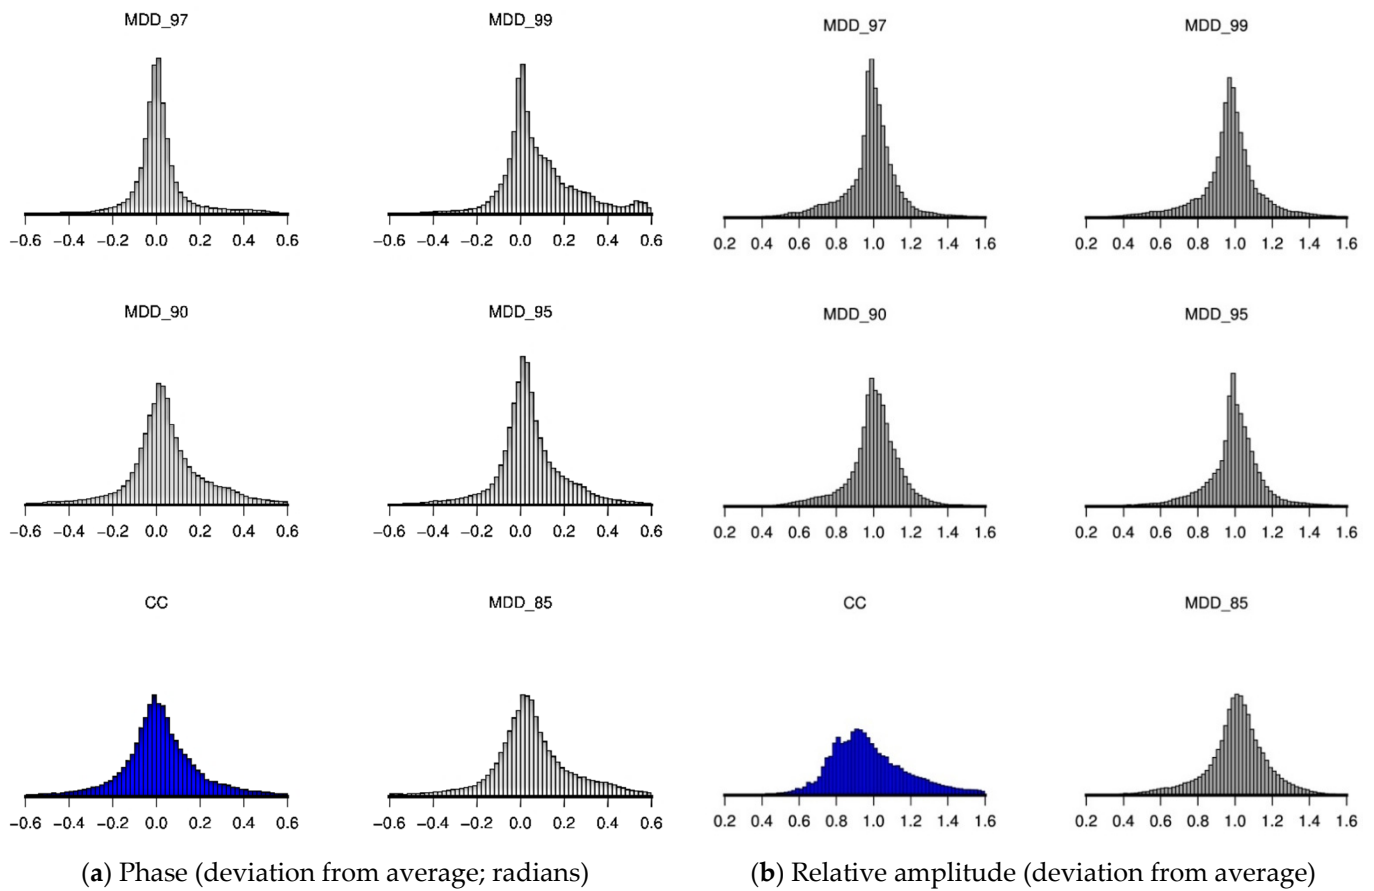 MDD_97 MDD_99 MDD_97 MDD_99
−0.6 −0.4 −0.2 0.0 0.2 0.4 0.6 −0.6 −0.4 −0.2 0.0 0.2 0.4 0.6 0.2 0.4 0.6 0.8 1.0 1.2 1.4 1.6 0.2 0.4 0.6 0.8 1.0 1.2 1.4 1.6
MDD_90 MDD_95 MDD_90 MDD_95
−0.6 −0.4 −0.2 0.0 0.2 0.4 0.6 −0.6 −0.4 −0.2 0.0 0.2 0.4 0.6 0.2 0.4 0.6 0.8 1.0 1.2 1.4 1.6 0.2 0.4 0.6 0.8 1.0 1.2 1.4 1.6
CC MDD_85 CC MDD_85
−0.6 −0.4 −0.2 0.0 0.2 0.4 0.6 −0.6 −0.4 −0.2 0.0 0.2 0.4 0.6 0.2 0.4 0.6 0.8 1.0 1.2 1.4 1.6 0.2 0.4 0.6 0.8 1.0 1.2 1.4 1.6
(a) Phase (deviation from average; radians) (b) Relative amplitude (deviation from average)